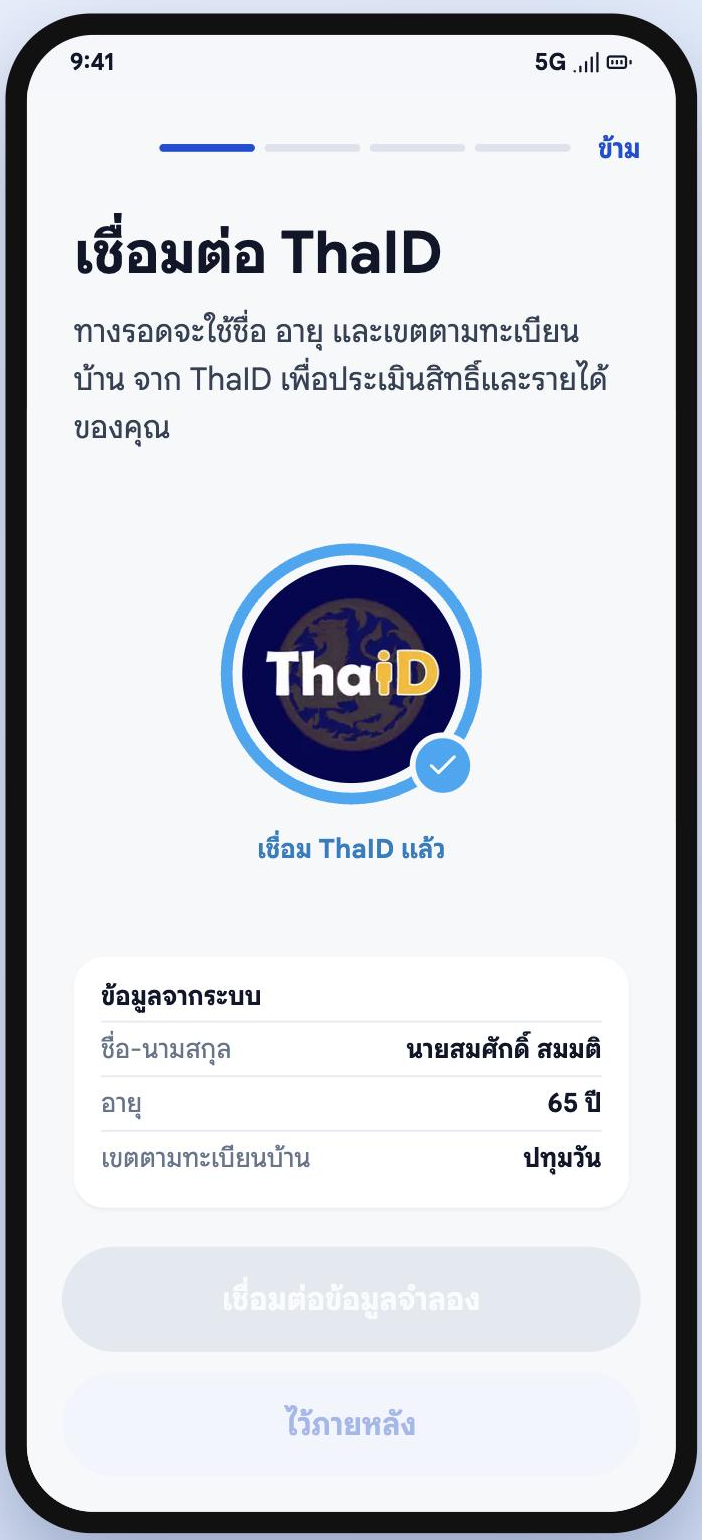 9:41
5G
ข้าม
เชื่อมต่อ ThaID
ทางรอดจะใช้ชื่อ อายุ และเขตตามทะเบียน
บ้าน จาก ThaID เพื่อประเมินสิทธิ์และรายได้
ของคุณ
ThaiD
เชื่อม ThaID แล้ว
ข้อมูลจากระบบ
ชื่อ-นามสกุล นายสมศักดิ์ สมมติ
อายุ 65 ปี
เขตตามทะเบียนบ้าน ปทุมวัน
เชื่อมต่อข้อมูลจำลอง
ไว้ภายหลัง